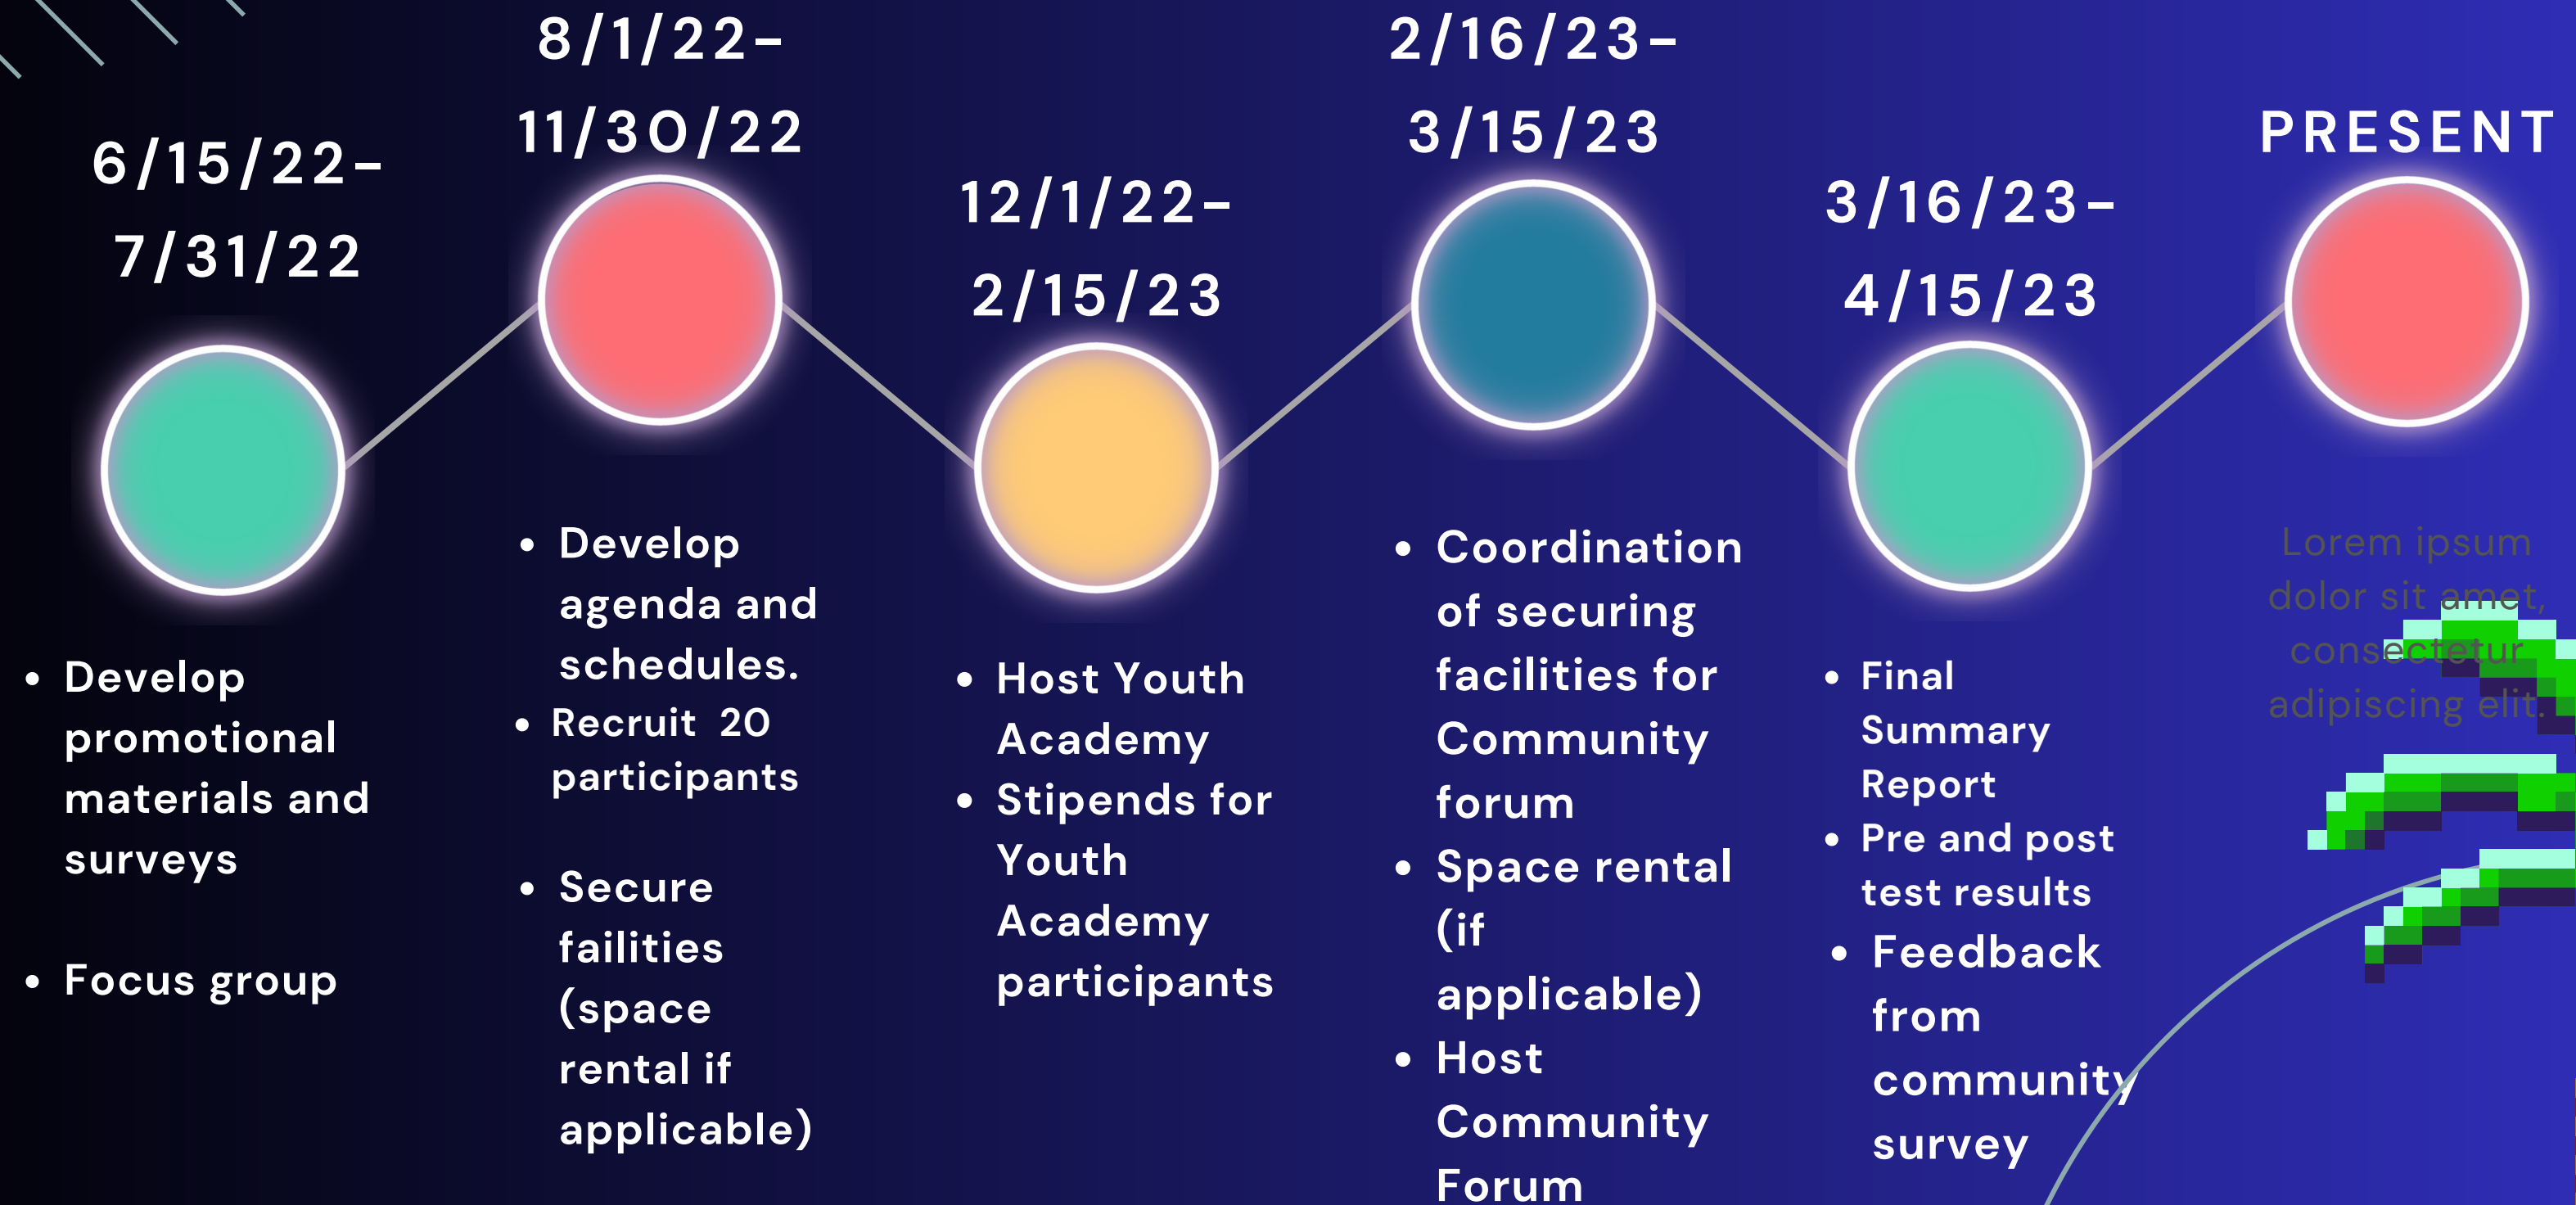 6/15/22-
7/31/22
• Develop
promotional
materials and
surveys
• Focus group
8/1/22-
11/30/22
• Develop
agenda and
schedules.
• Recruit 20
participants
• Secure
failities
(space
rental if
applicable)
12/1/22-
2/15/23
• Host Youth
Academy
• Stipends for
Youth
Academy
participants
2/16/23-
3/15/23
• Coordination
of securing
facilities for
Community
forum
• Space rental
(if
applicable)
• Host
Community
Forum
3/16/23-
4/15/23
• Final
Summary
Report
• Pre and post
test results
• Feedback
from
community
survey
PRESENT
Lorem ipsum
dolor sit amet,
consectetur
adipiscing elit.